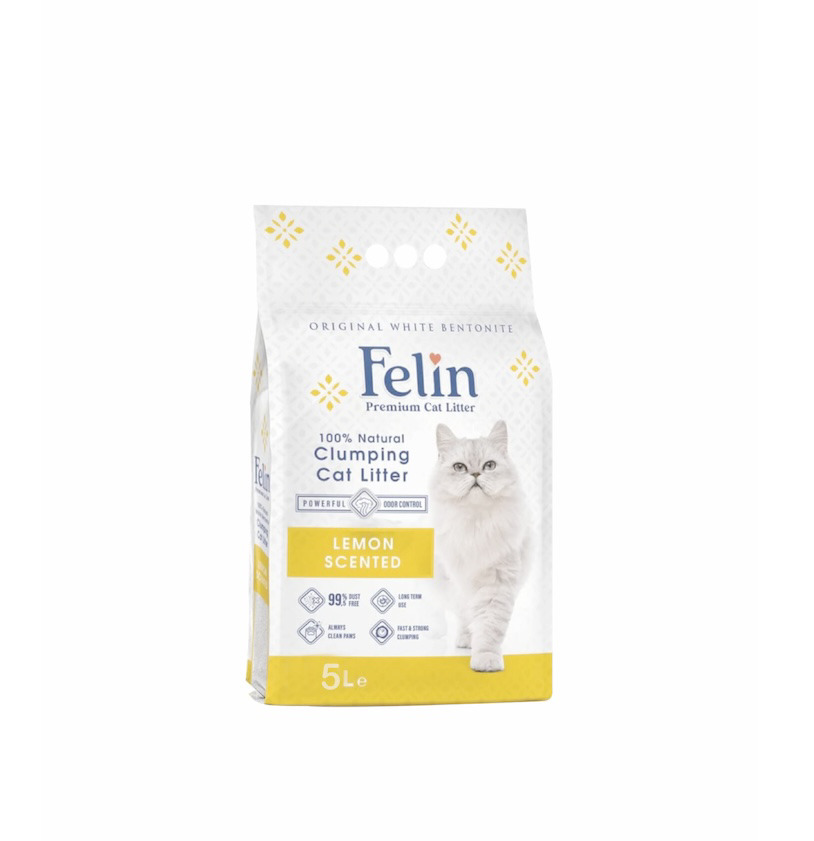 ORIGINAL WHITE BENTONITE
Felin
Premium Cat Litter
100% Natural
Clumping
Cat Litter
POWERFUL ODOR CONTROL
LEMON
SCENTED
99,5% DUST FREE
LONG TERM USE
ALWAYS CLEAN PAWS
FAST & STRONG CLUMPING
5L e
Felin